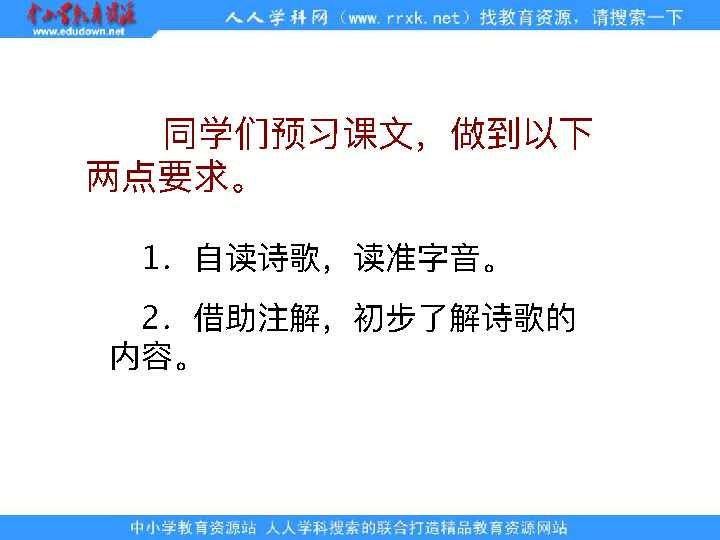 中小学教育资源
www.edudown.net
人人学科网（www.rrxk.net）找教育资源，请搜索一下
同学们预习课文，做到以下
两点要求。
1．自读诗歌，读准字音。
2．借助注解，初步了解诗歌的
内容。
中小学教育资源站 人人学科搜索的联合打造精品教育资源网站